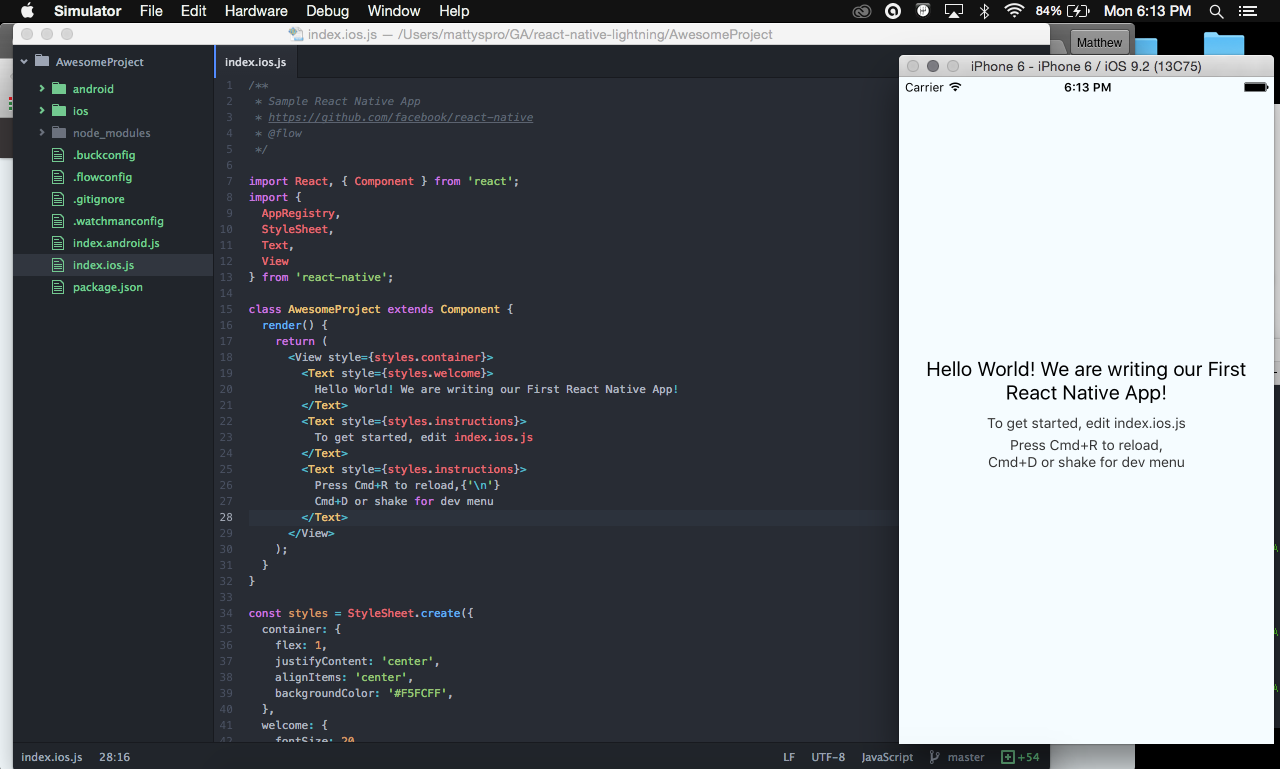 Simulator File Edit Hardware Debug Window Help 84% Mon 6:13 PM
index.ios.js — /Users/mattyspro/GA/react-native-lightning/AwesomeProject
Matthew
AwesomeProject
android
ios
node_modules
.buckconfig
.flowconfig
.gitignore
.watchmanconfig
index.android.js
index.ios.js
package.json
index.ios.js
1 /**
2  * Sample React Native App
3  * https://github.com/facebook/react-native
4  * @flow
5  */
6
7 import React, { Component } from 'react';
8 import {
9   AppRegistry,
10   StyleSheet,
11   Text,
12   View
13 } from 'react-native';
14
15 class AwesomeProject extends Component {
16   render() {
17     return (
18       <View style={styles.container}>
19         <Text style={styles.welcome}>
20           Hello World! We are writing our First React Native App!
21         </Text>
22         <Text style={styles.instructions}>
23           To get started, edit index.ios.js
24         </Text>
25         <Text style={styles.instructions}>
26           Press Cmd+R to reload,{'\n'}
27           Cmd+D or shake for dev menu
28         </Text>
29       </View>
30     );
31   }
32 }
33
34 const styles = StyleSheet.create({
35   container: {
36     flex: 1,
37     justifyContent: 'center',
38     alignItems: 'center',
39     backgroundColor: '#F5FCFF',
40   },
41   welcome: {
42     fontSize: 20
index.ios.js 28:16 LF UTF-8 JavaScript master +54
iPhone 6 - iPhone 6 / iOS 9.2 (13C75)
Carrier 6:13 PM
Hello World! We are writing our First
React Native App!
To get started, edit index.ios.js
Press Cmd+R to reload,
Cmd+D or shake for dev menu